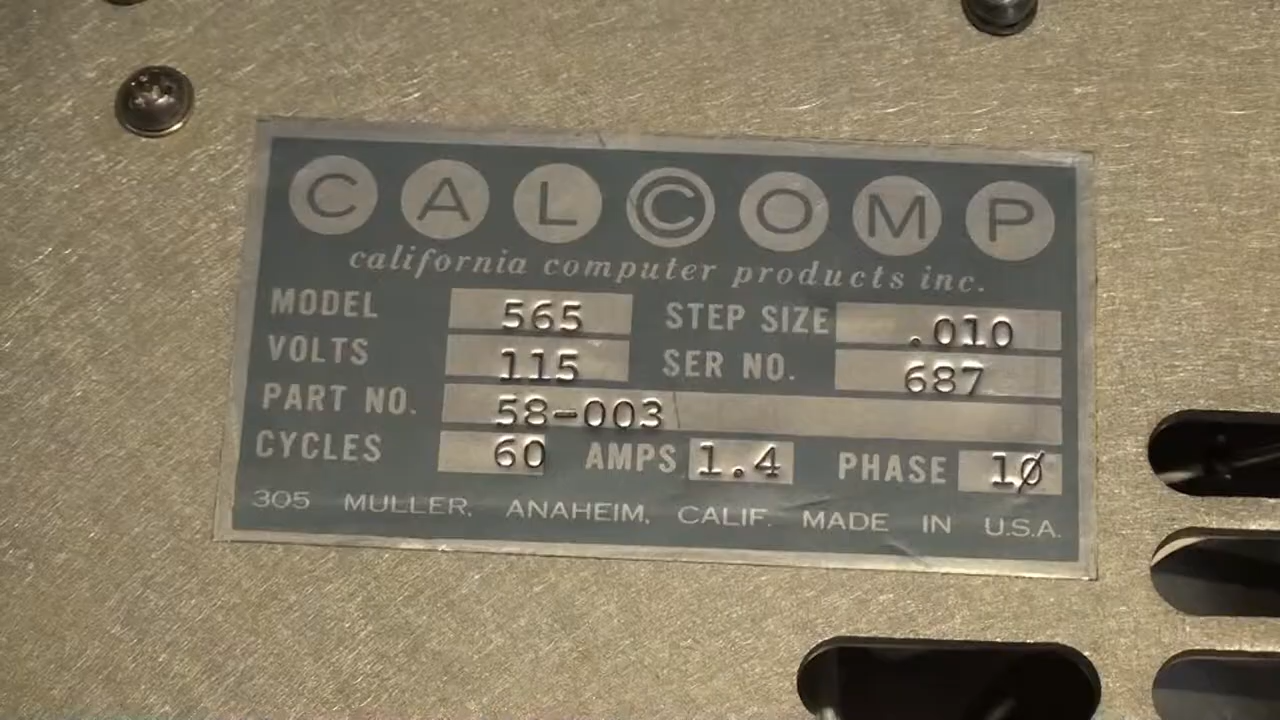 CALCOMP
california computer products inc.
MODEL 565 STEP SIZE .010
VOLTS 115 SER NO. 687
PART NO. 58-003
CYCLES 60 AMPS 1.4 PHASE 1Ø
305 MULLER, ANAHEIM, CALIF. MADE IN U.S.A.